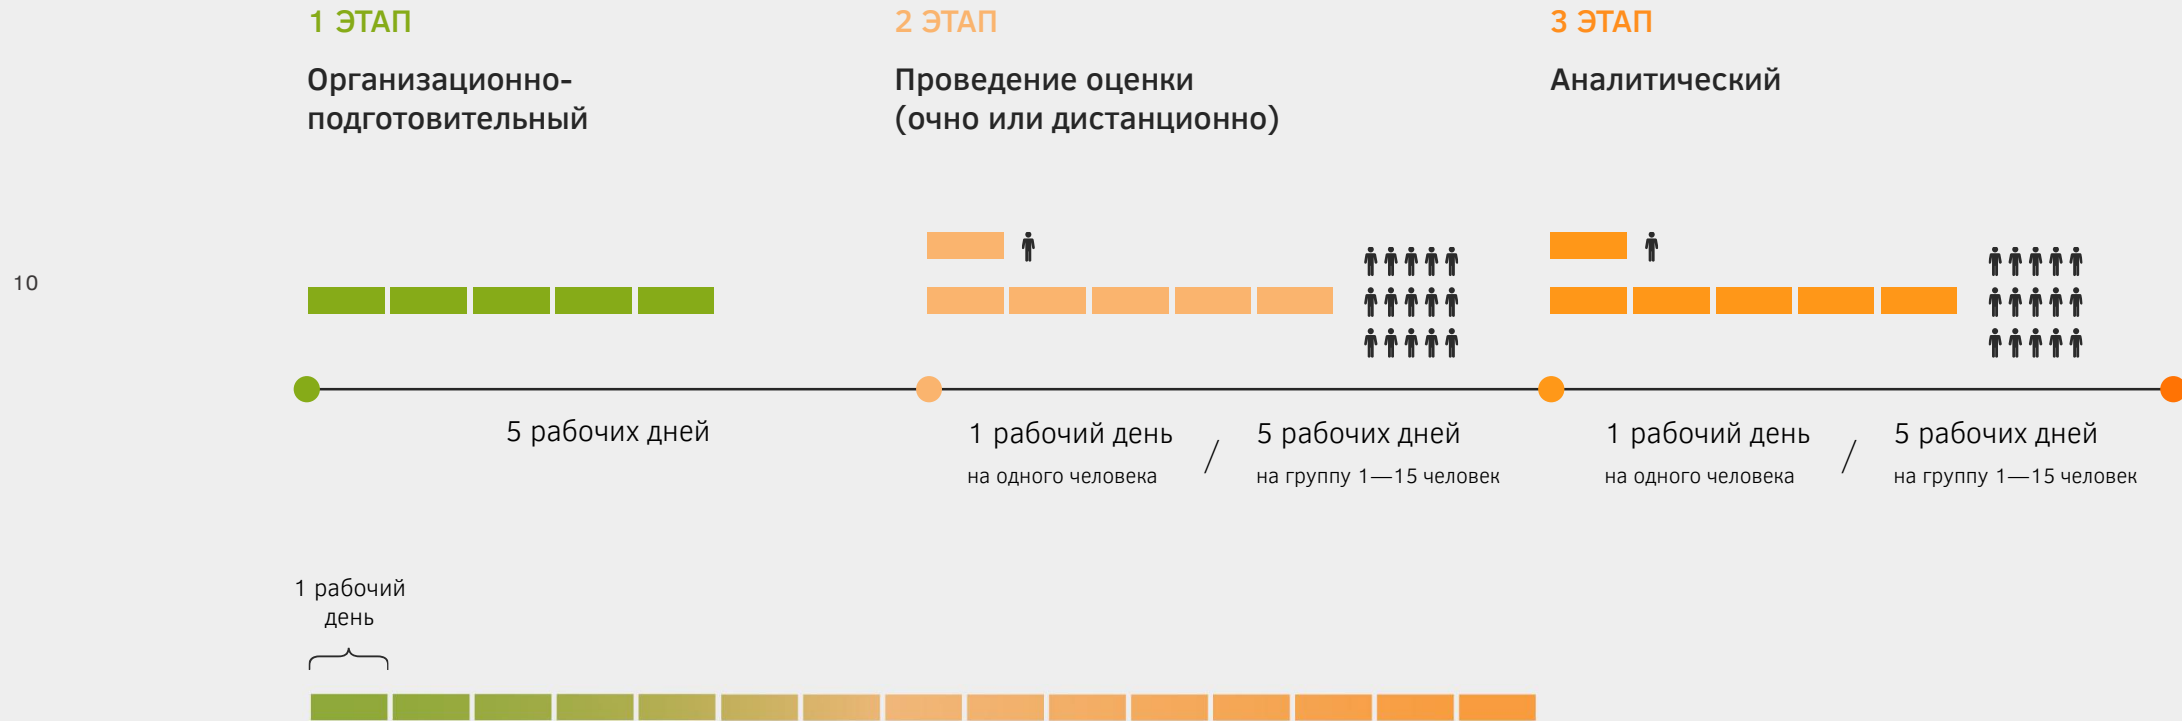 1 ЭТАП
Организационно-
подготовительный
2 ЭТАП
Проведение оценки
(очно или дистанционно)
3 ЭТАП
Аналитический
10
5 рабочих дней
1 рабочий день
на одного человека
/
5 рабочих дней
на группу 1—15 человек
1 рабочий день
на одного человека
/
5 рабочих дней
на группу 1—15 человек
1 рабочий
день